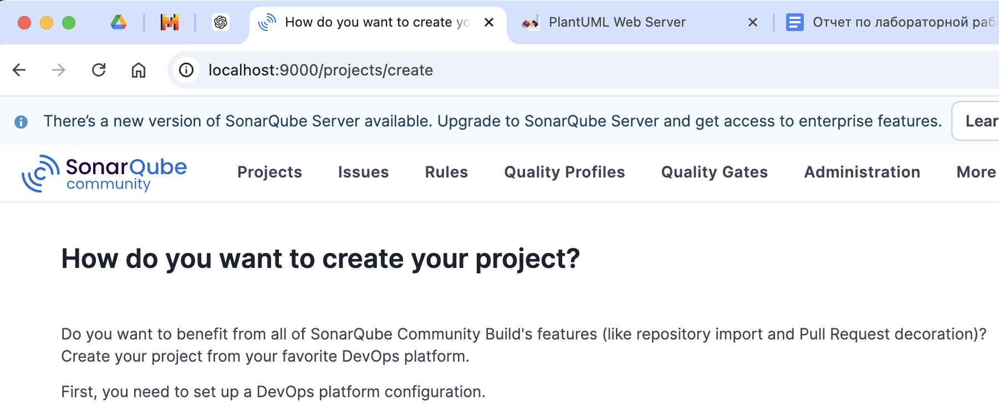 How do you want to create yo
PlantUML Web Server
Отчет по лабораторной раб
localhost:9000/projects/create
There’s a new version of SonarQube Server available. Upgrade to SonarQube Server and get access to enterprise features.
Lear
SonarQube
community
Projects Issues Rules Quality Profiles Quality Gates Administration More
How do you want to create your project?
Do you want to benefit from all of SonarQube Community Build's features (like repository import and Pull Request decoration)?
Create your project from your favorite DevOps platform.
First, you need to set up a DevOps platform configuration.